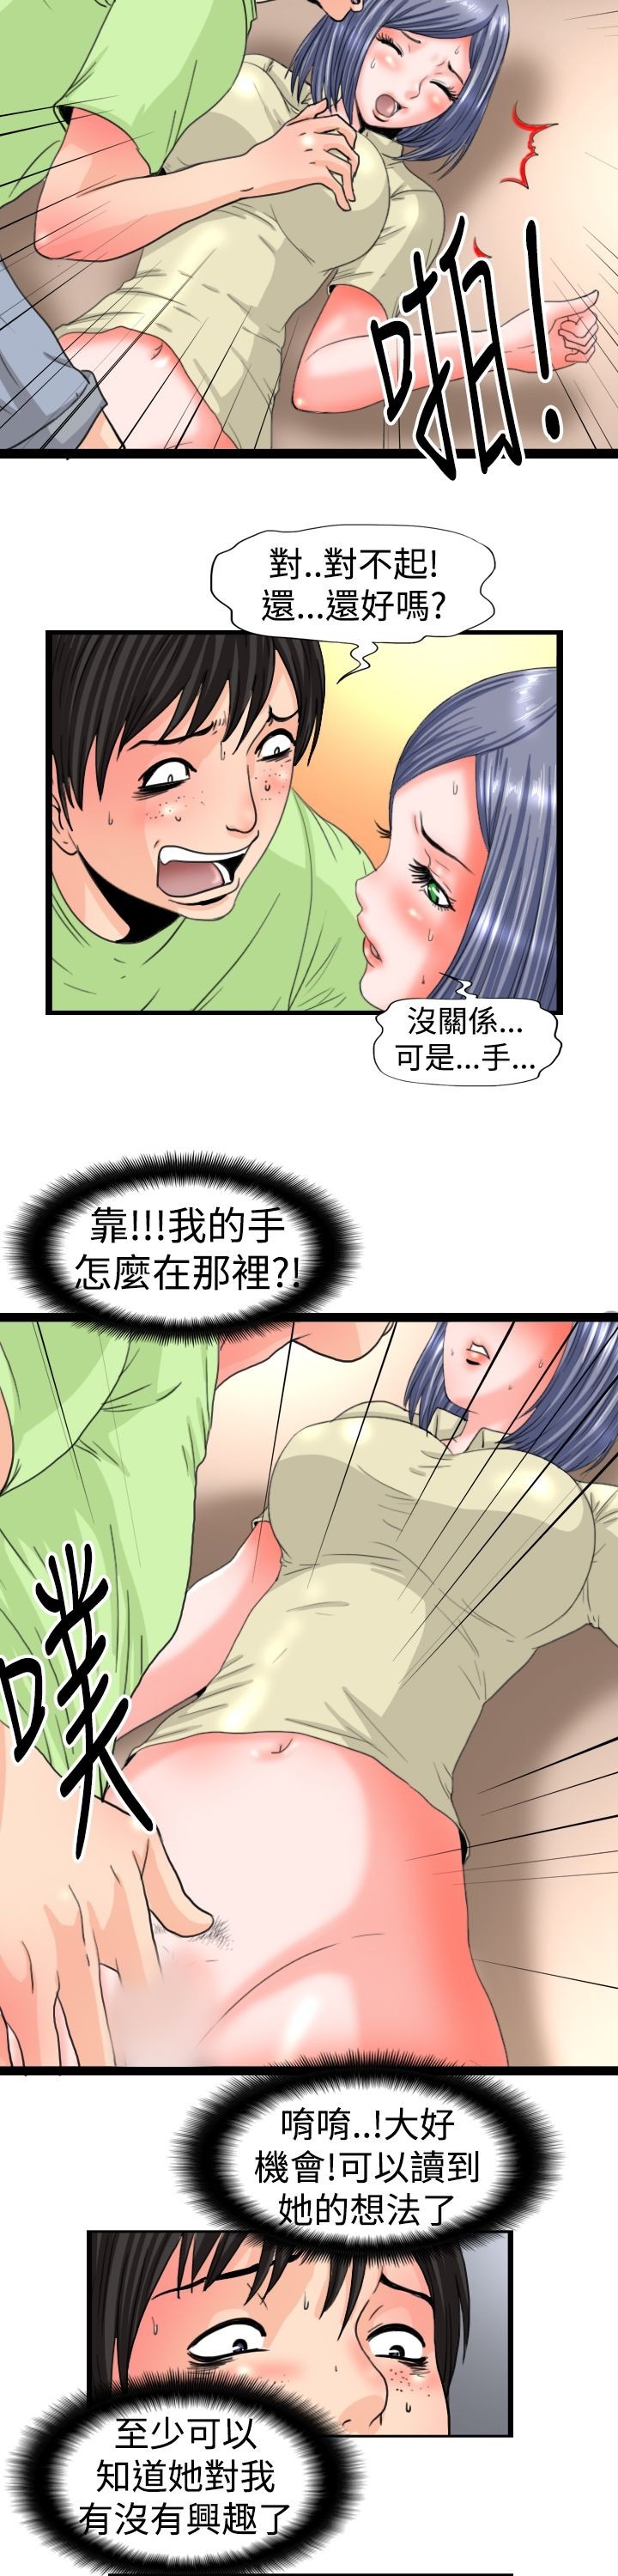 啪!
對..對不起!
還...還好嗎?
沒關係...
可是...手...
靠!!!我的手
怎麼在那裡?!
噗
唷唷..!大好
機會!可以讀到
她的想法了
至少可以
知道她對我
有沒有興趣了